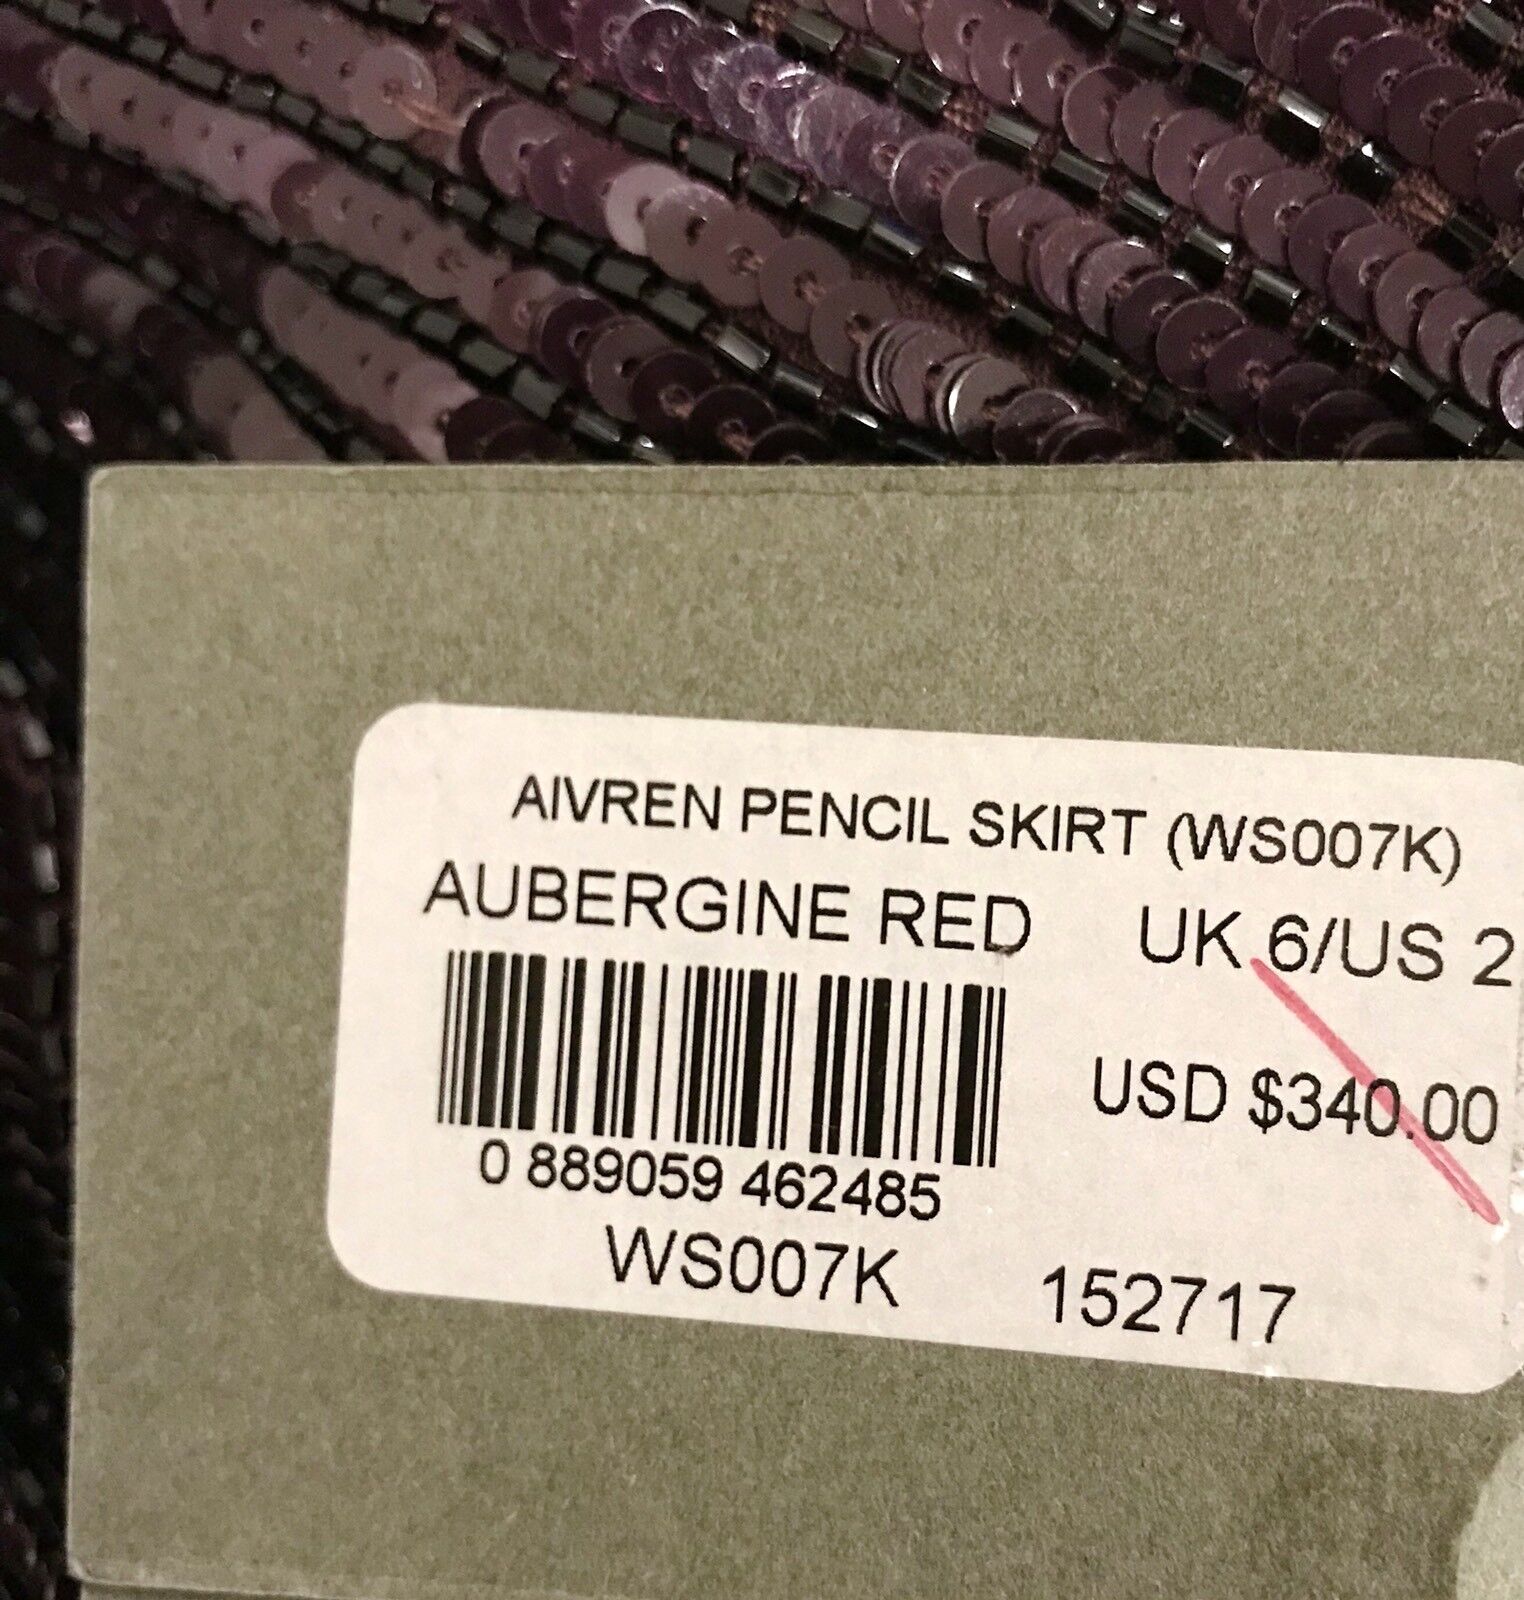 AIVREN PENCIL SKIRT (WS007K)
AUBERGINE RED UK 6/US 2
USD $340.00
0 889059 462485
WS007K 152717